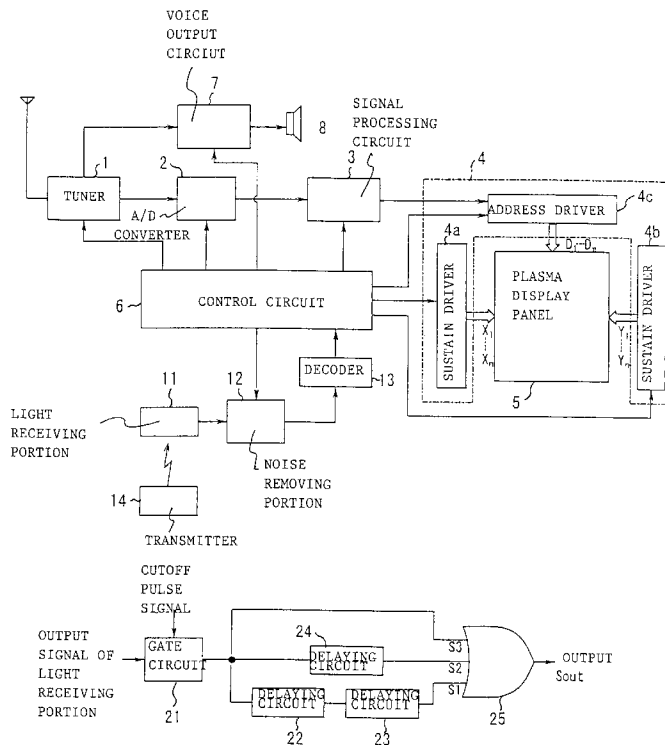 VOICE
OUTPUT
CIRCIUT
7
8
SIGNAL
PROCESSING
CIRCUIT
1
TUNER
2
A/D
CONVERTER
3
4
ADDRESS DRIVER
4c
4a
SUSTAIN DRIVER
4b
SUSTAIN DRIVER
D1---Dn
X1
Xn
Y1
Yn
PLASMA
DISPLAY
PANEL
5
6
CONTROL CIRCUIT
DECODER
13
11
LIGHT
RECEIVING
PORTION
12
NOISE
REMOVING
PORTION
14
TRANSMITTER
CUTOFF
PULSE
SIGNAL
OUTPUT
SIGNAL OF
LIGHT
RECEIVING
PORTION
GATE
CIRCUIT
21
24
DELAYING
CIRCUIT
DELAYING
CIRCUIT
22
DELAYING
CIRCUIT
23
S3
S2
S1
25
OUTPUT
Sout